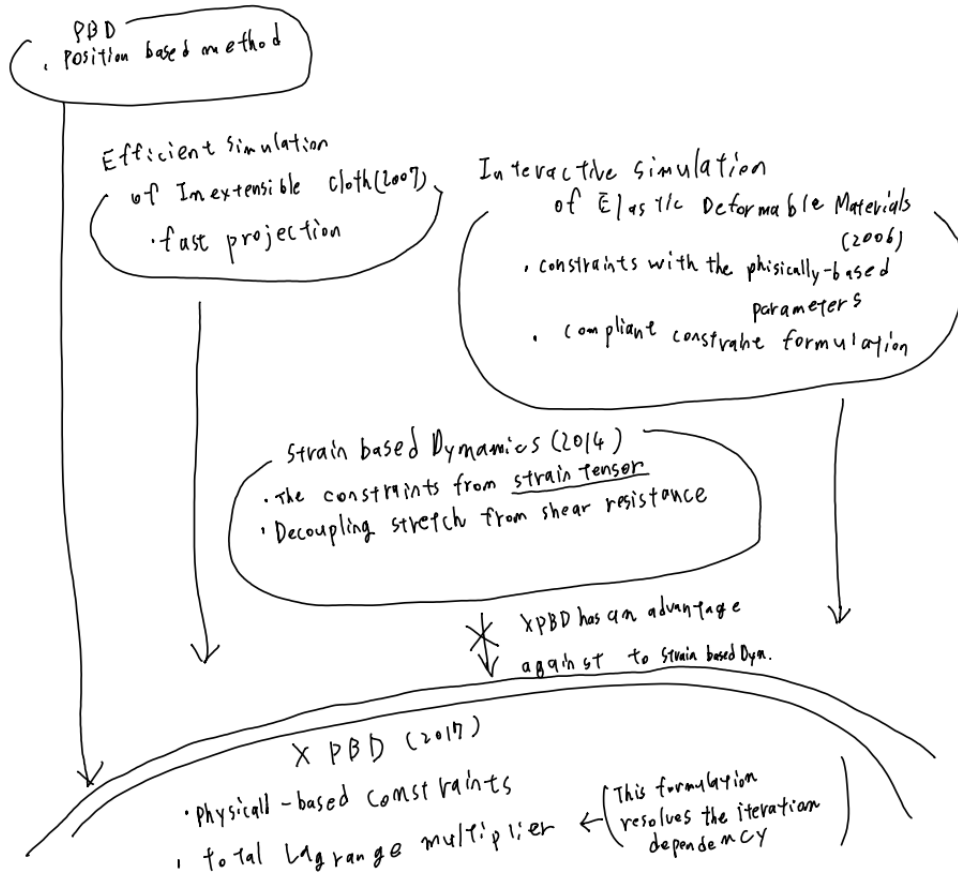 PBD
・Position based method
Efficient Simulation
of Inextensible Cloth(2007)
・fast projection
Interactive simulation
of Elastic Deformable Materials
(2006)
・constraints with the phisically-based
parameters
・compliant constraint formulation
Strain based Dynamics (2014)
・The constraints from strain tensor
・Decoupling stretch from shear resistance
XPBD has an advantage
against to Strain based Dyn.
XPBD (2017)
・Physicall-based Constraints
・total Lagrange multiplier ← (This formulation
resolves the iteration
dependency)